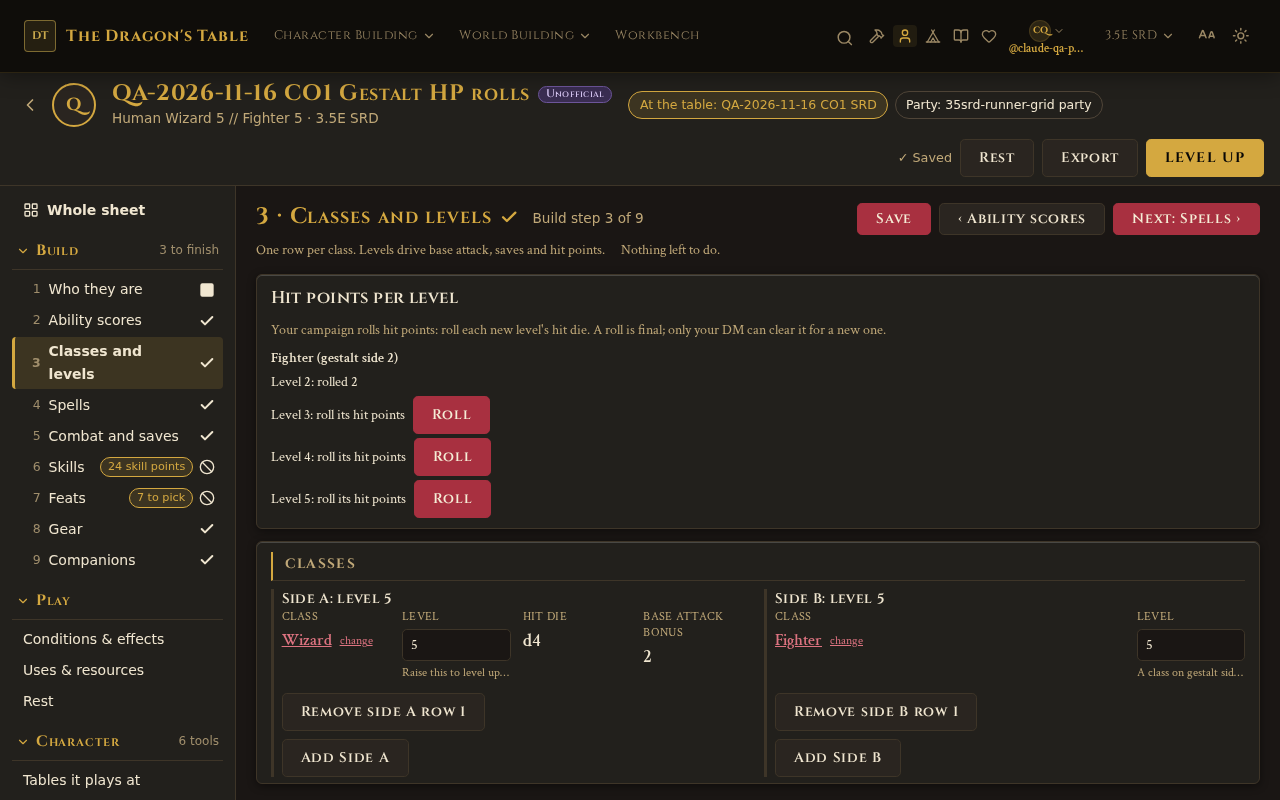 DT The Dragon's Table Character Building World Building Workbench CQ @claude-qa-p... 3.5E SRD AA
Q QA-2026-11-16 CO1 Gestalt HP rolls Unofficial
Human Wizard 5 // Fighter 5 · 3.5E SRD
At the table: QA-2026-11-16 CO1 SRD Party: 35srd-runner-grid party
✓ Saved Rest Export Level Up
Whole sheet
Build 3 to finish
1 Who they are
2 Ability scores
3 Classes and
levels
4 Spells
5 Combat and saves
6 Skills 24 skill points
7 Feats 7 to pick
8 Gear
9 Companions
Play
Conditions & effects
Uses & resources
Rest
Character 6 tools
Tables it plays at
3 · Classes and levels Build step 3 of 9
Save ‹ Ability scores Next: Spells ›
One row per class. Levels drive base attack, saves and hit points. Nothing left to do.
Hit points per level
Your campaign rolls hit points: roll each new level's hit die. A roll is final; only your DM can clear it for a new one.
Fighter (gestalt side 2)
Level 2: rolled 2
Level 3: roll its hit points Roll
Level 4: roll its hit points Roll
Level 5: roll its hit points Roll
Classes
Side A: level 5
CLASS LEVEL HIT DIE BASE ATTACK
BONUS
Wizard change 5 d4 2
Raise this to level up...
Remove side A row 1
Add Side A
Side B: level 5
CLASS LEVEL
Fighter change 5
A class on gestalt sid...
Remove side B row 1
Add Side B